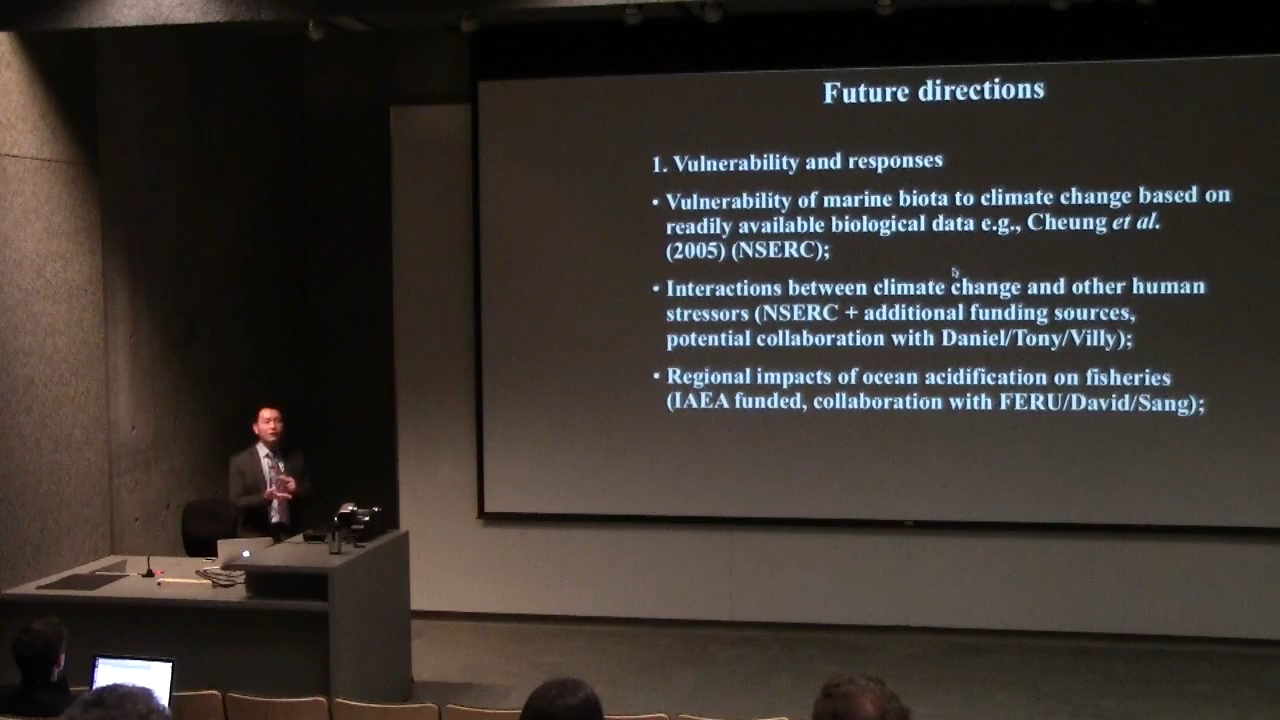 Future directions
1. Vulnerability and responses
• Vulnerability of marine biota to climate change based on
readily available biological data e.g., Cheung et al.
(2005) (NSERC);
• Interactions between climate change and other human
stressors (NSERC + additional funding sources,
potential collaboration with Daniel/Tony/Villy);
• Regional impacts of ocean acidification on fisheries
(IAEA funded, collaboration with FERU/David/Sang);